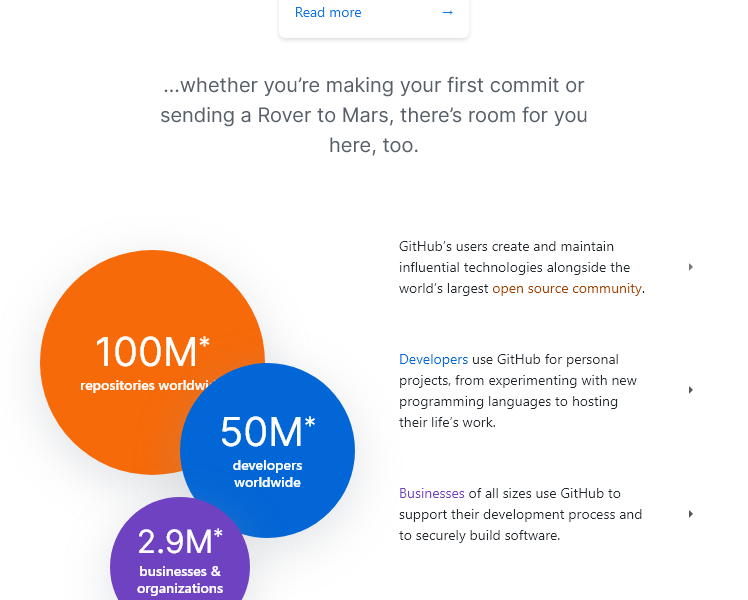 Read more →
...whether you’re making your first commit or
sending a Rover to Mars, there’s room for you
here, too.
100M*
repositories worldwi
50M*
developers
worldwide
2.9M*
businesses &
organizations
GitHub’s users create and maintain
influential technologies alongside the
world’s largest open source community.
Developers use GitHub for personal
projects, from experimenting with new
programming languages to hosting
their life’s work.
Businesses of all sizes use GitHub to
support their development process and
to securely build software.